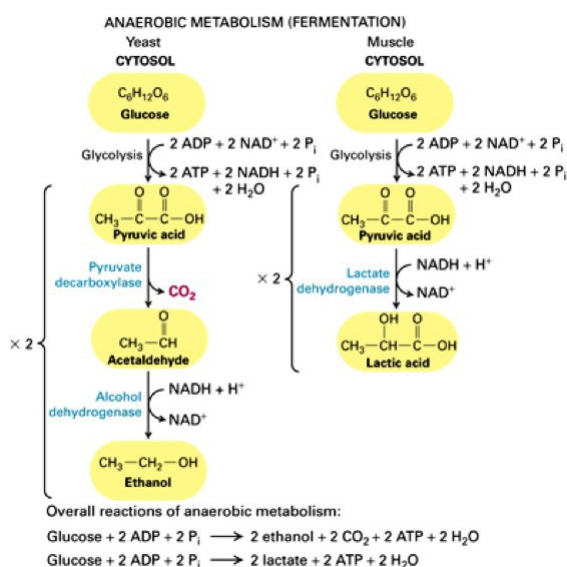 ANAEROBIC METABOLISM (FERMENTATION)
Yeast
CYTOSOL
C₆H₁₂O₆
Glucose
Glycolysis
2 ADP + 2 NAD⁺ + 2 Pᵢ
2 ATP + 2 NADH + 2 Pᵢ
+ 2 H₂O
O O
CH₃—C—C—OH
Pyruvic acid
Pyruvate
decarboxylase
CO₂
× 2
O
CH₃—CH
Acetaldehyde
Alcohol
dehydrogenase
NADH + H⁺
NAD⁺
CH₃—CH₂—OH
Ethanol
Muscle
CYTOSOL
C₆H₁₂O₆
Glucose
Glycolysis
2 ADP + 2 NAD⁺ + 2 Pᵢ
2 ATP + 2 NADH + 2 Pᵢ
+ 2 H₂O
O O
CH₃—C—C—OH
Pyruvic acid
× 2
Lactate
dehydrogenase
NADH + H⁺
NAD⁺
OH O
CH₃—CH—C—OH
Lactic acid
Overall reactions of anaerobic metabolism:
Glucose + 2 ADP + 2 Pᵢ ⟶ 2 ethanol + 2 CO₂ + 2 ATP + 2 H₂O
Glucose + 2 ADP + 2 Pᵢ ⟶ 2 lactate + 2 ATP + 2 H₂O